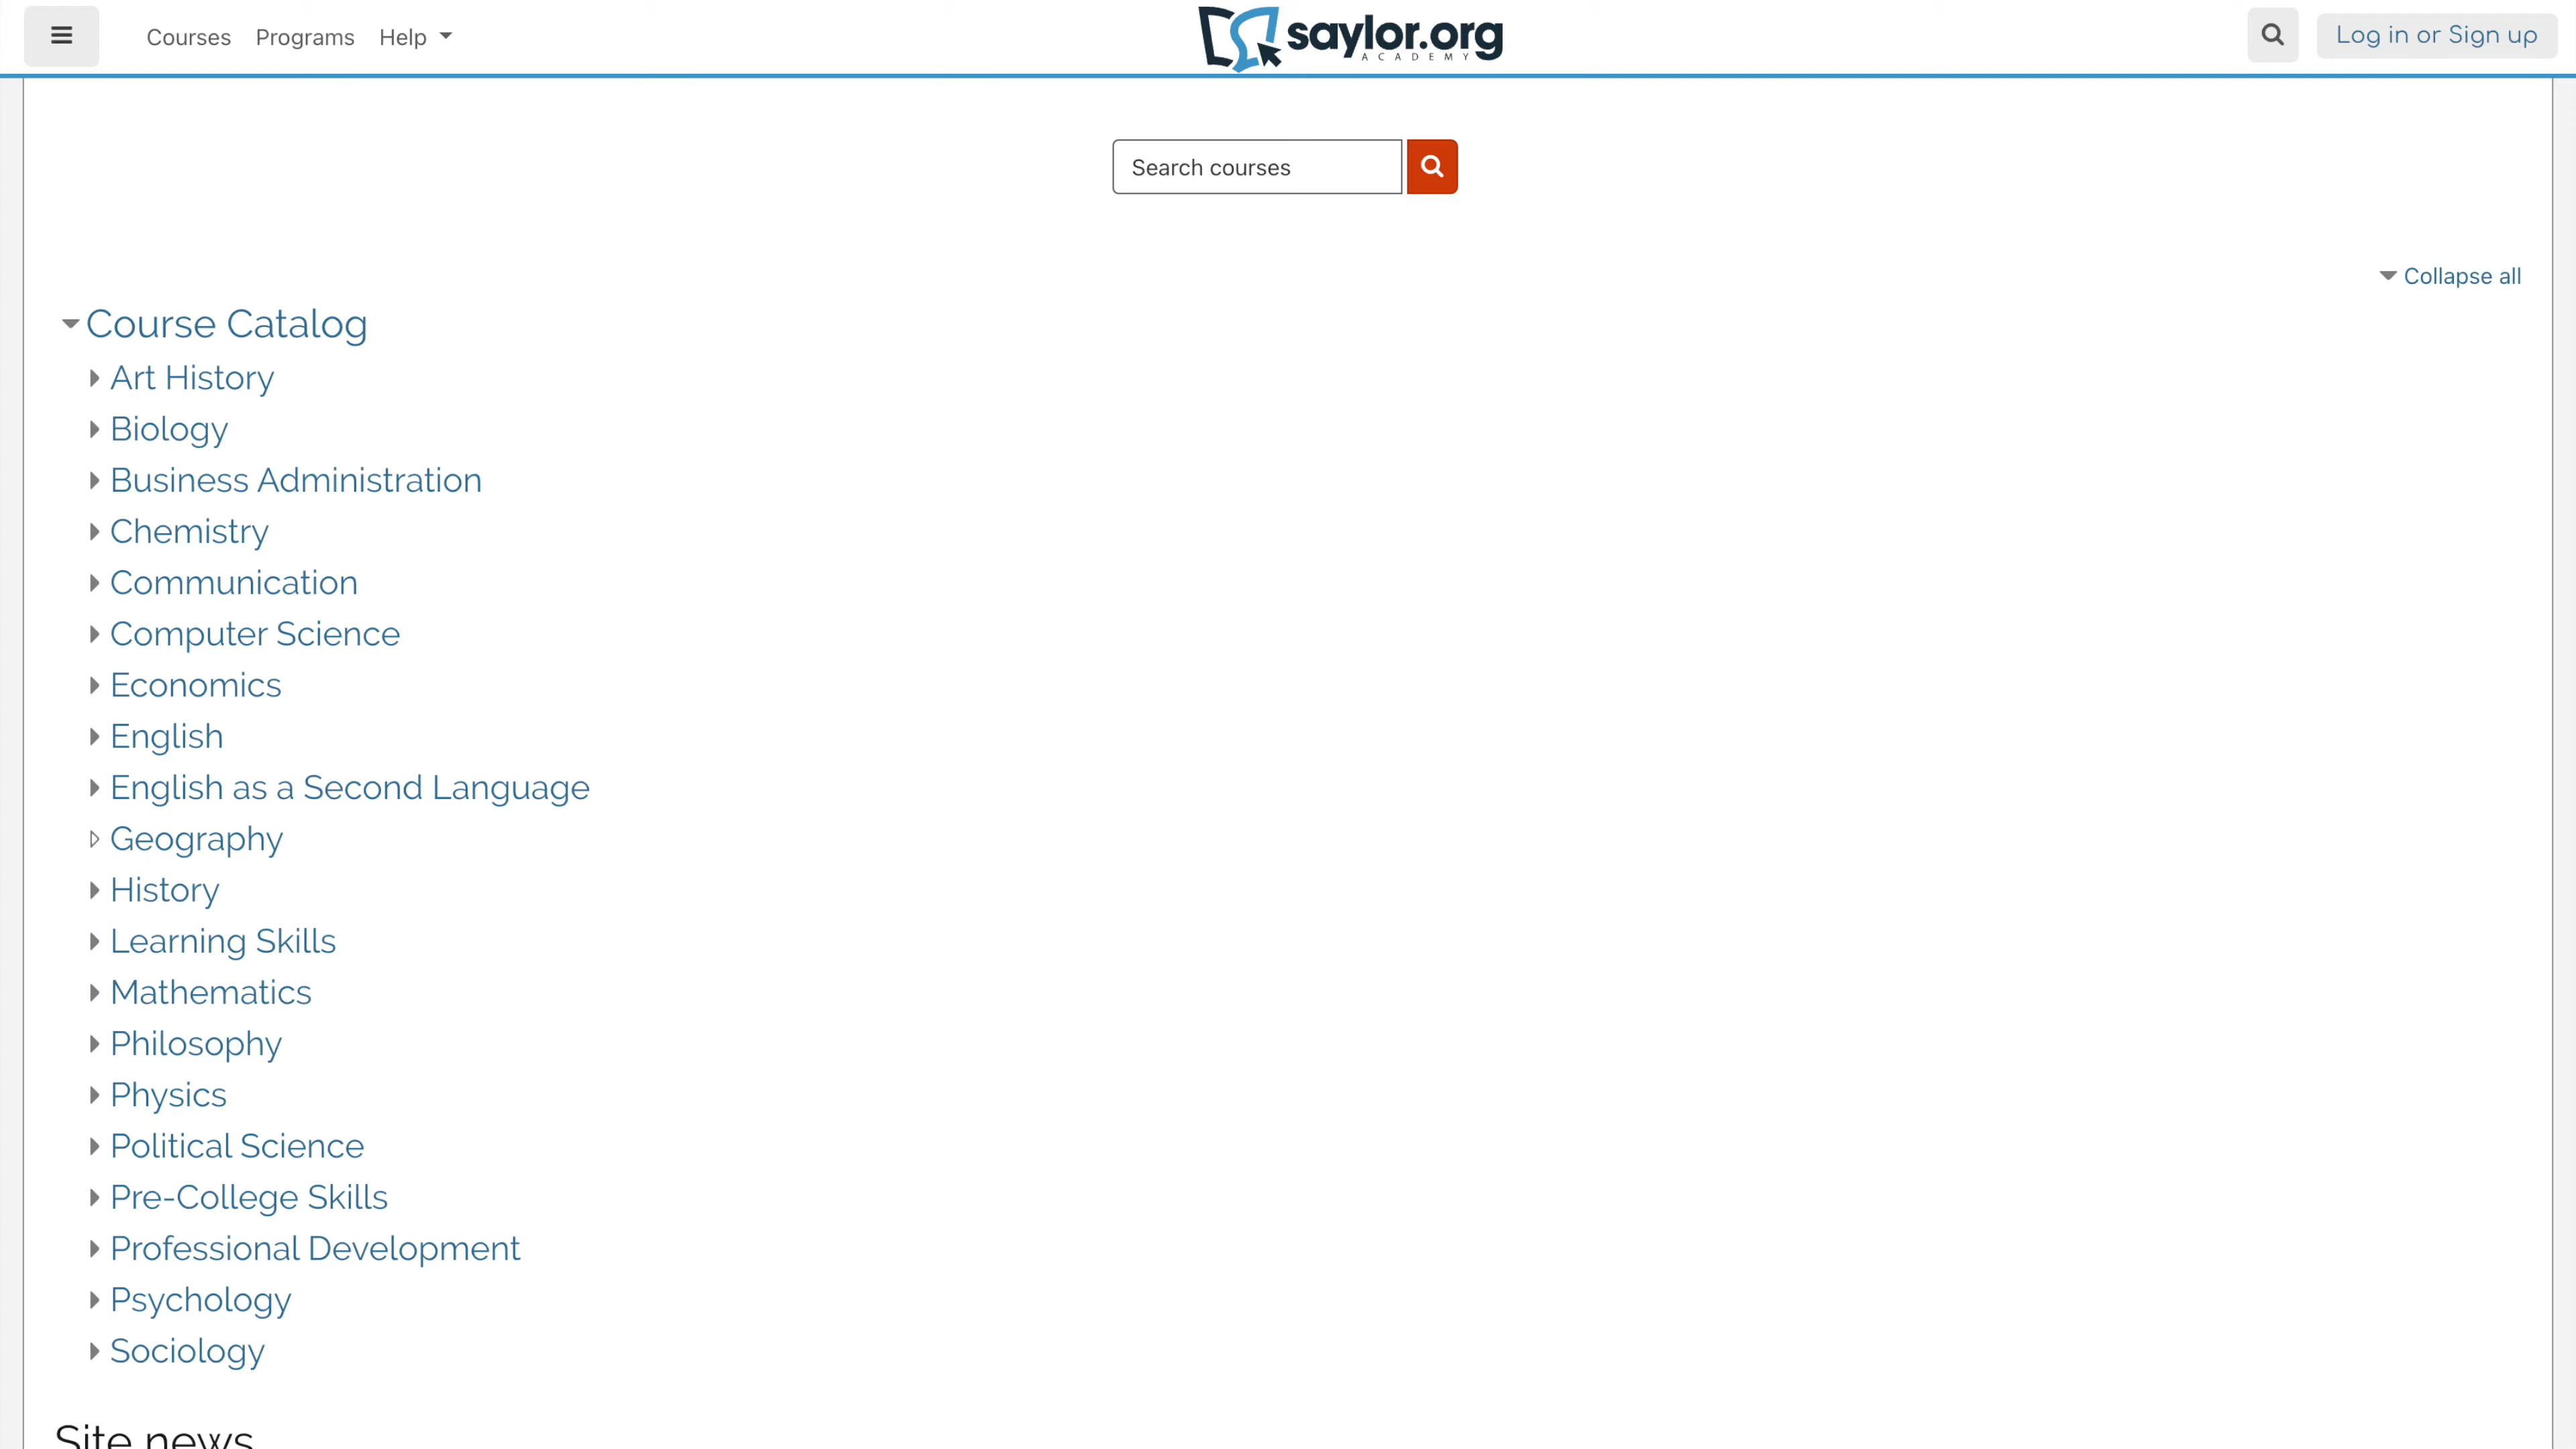 Courses Programs Help saylor.org Log in or Sign up
ACADEMY
Search courses
Collapse all
Course Catalog
Art History
Biology
Business Administration
Chemistry
Communication
Computer Science
Economics
English
English as a Second Language
Geography
History
Learning Skills
Mathematics
Philosophy
Physics
Political Science
Pre-College Skills
Professional Development
Psychology
Sociology
Site news